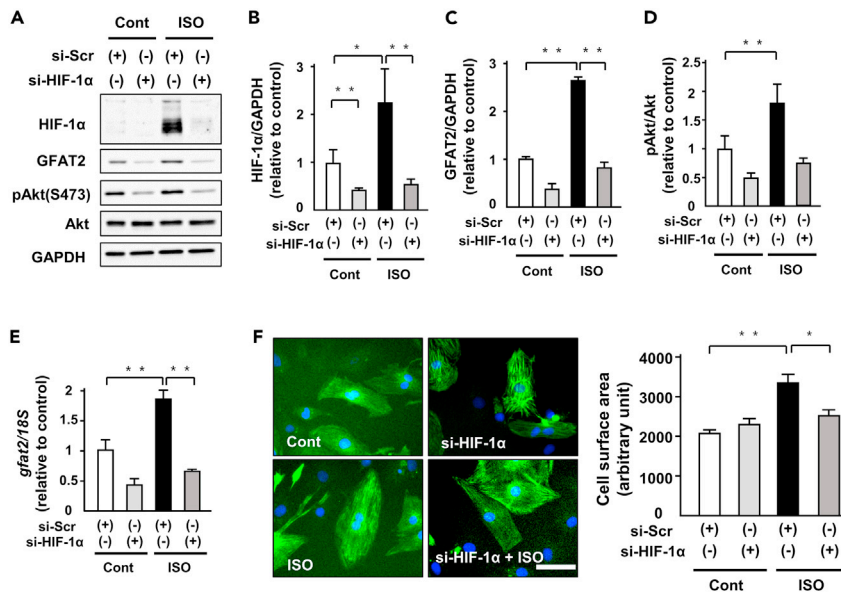 A
Cont ISO
si-Scr (+) (-) (+) (-)
si-HIF-1α (-) (+) (-) (+)
HIF-1α
GFAT2
pAkt(S473)
Akt
GAPDH
B
HIF-1α/GAPDH
(relative to control)
3
2
1
0
*
* *
* *
si-Scr (+) (-) (+) (-)
si-HIF-1α (-) (+) (-) (+)
Cont ISO
C
GFAT2/GAPDH
(relative to control)
3
2
1
0
* *
* *
si-Scr (+) (-) (+) (-)
si-HIF-1α (-) (+) (-) (+)
Cont ISO
D
pAkt/Akt
(relative to control)
2.5
2
1.5
1
0.5
0
* *
si-Scr (+) (-) (+) (-)
si-HIF-1α (-) (+) (-) (+)
Cont ISO
E
gfat2/18S
(relative to control)
2
1.5
1
0.5
0
* *
* *
si-Scr (+) (-) (+) (-)
si-HIF-1α (-) (+) (-) (+)
Cont ISO
F
Cont
si-HIF-1α
ISO
si-HIF-1α + ISO
Cell surface area
(arbitrary unit)
4000
3000
2000
1000
0
* *
*
si-Scr (+) (-) (+) (-)
si-HIF-1α (-) (+) (-) (+)
Cont ISO